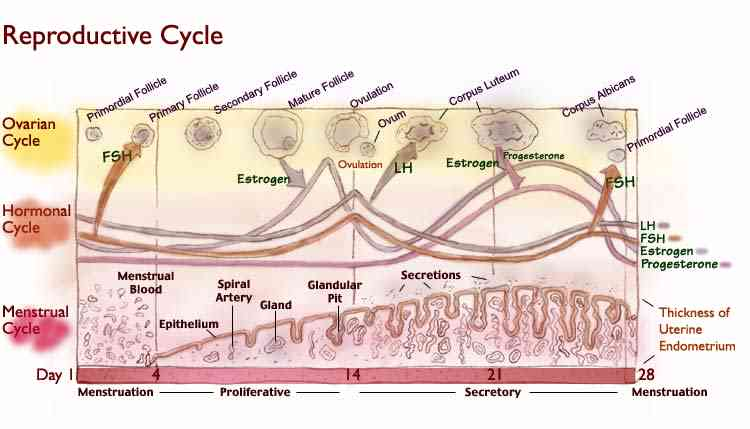 Reproductive Cycle
Primordial Follicle
Primary Follicle
Secondary Follicle
Mature Follicle
Ovulation
Ovum
Corpus Luteum
Corpus Albicans
Primordial Follicle
Ovarian
Cycle
FSH
Estrogen
Ovulation
LH
Estrogen
Progesterone
FSH
Hormonal
Cycle
LH
FSH
Estrogen
Progesterone
Menstrual
Cycle
Menstrual
Blood
Epithelium
Spiral
Artery
Gland
Glandular
Pit
Secretions
Thickness of
Uterine
Endometrium
Day 1 4 14 21 28
Menstruation Proliferative Secretory Menstruation